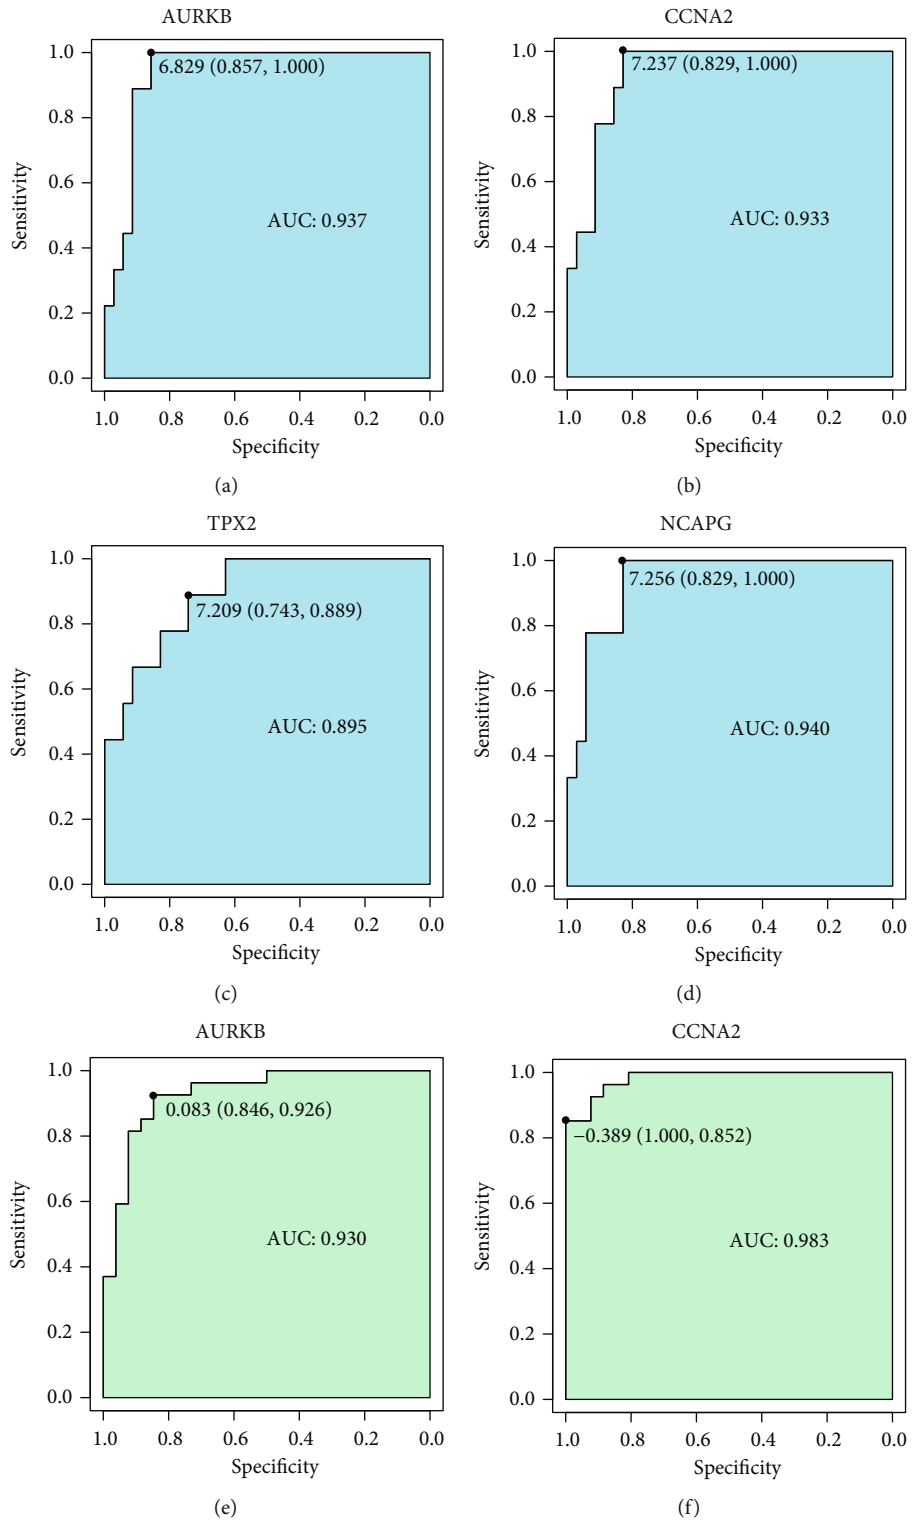 AURKB
1.0
0.8
0.6
0.4
0.2
0.0
Sensitivity
6.829 (0.857, 1.000)
AUC: 0.937
1.0 0.8 0.6 0.4 0.2 0.0
Specificity
(a)
CCNA2
1.0
0.8
0.6
0.4
0.2
0.0
Sensitivity
7.237 (0.829, 1.000)
AUC: 0.933
1.0 0.8 0.6 0.4 0.2 0.0
Specificity
(b)
TPX2
1.0
0.8
0.6
0.4
0.2
0.0
Sensitivity
7.209 (0.743, 0.889)
AUC: 0.895
1.0 0.8 0.6 0.4 0.2 0.0
Specificity
(c)
NCAPG
1.0
0.8
0.6
0.4
0.2
0.0
Sensitivity
7.256 (0.829, 1.000)
AUC: 0.940
1.0 0.8 0.6 0.4 0.2 0.0
Specificity
(d)
AURKB
1.0
0.8
0.6
0.4
0.2
0.0
Sensitivity
0.083 (0.846, 0.926)
AUC: 0.930
1.0 0.8 0.6 0.4 0.2 0.0
Specificity
(e)
CCNA2
1.0
0.8
0.6
0.4
0.2
0.0
Sensitivity
−0.389 (1.000, 0.852)
AUC: 0.983
1.0 0.8 0.6 0.4 0.2 0.0
Specificity
(f)